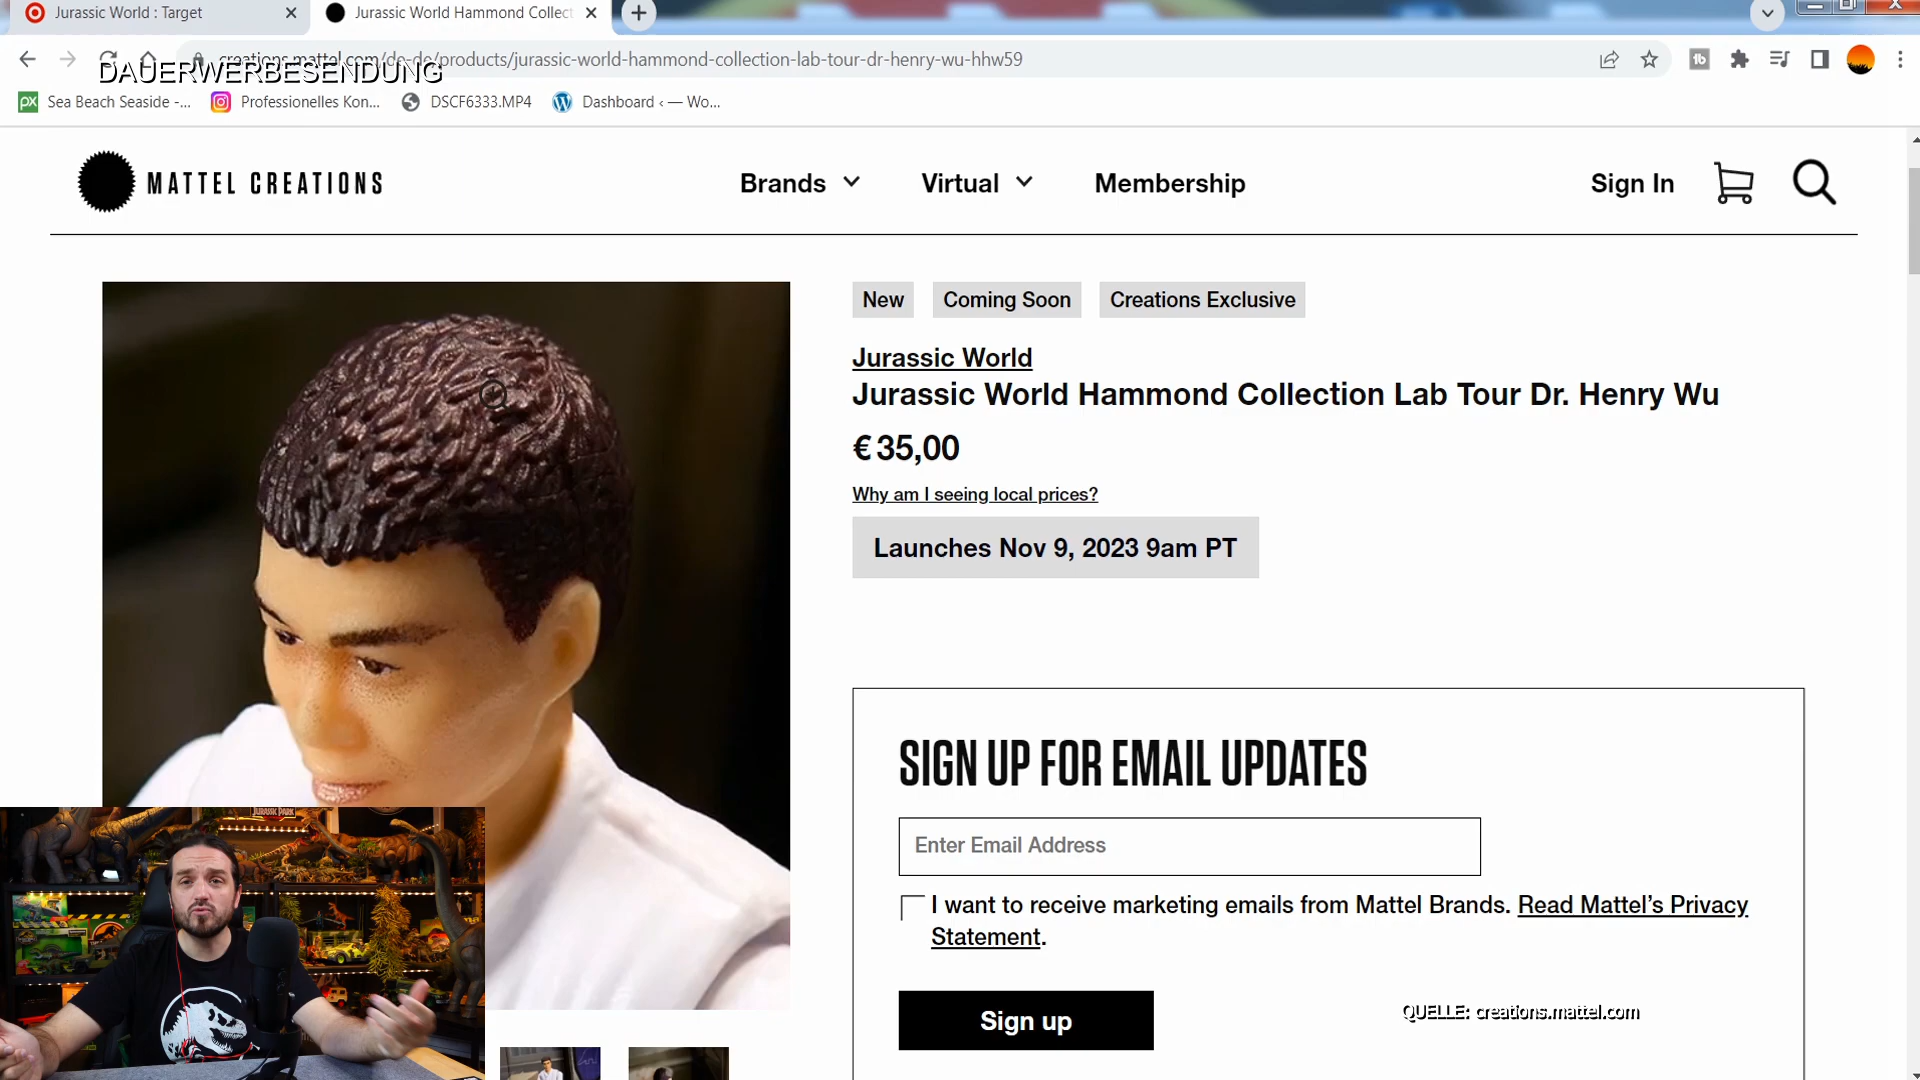 Jurassic World : Target
Jurassic World Hammond Collect
creations.mattel.com/de-de/products/jurassic-world-hammond-collection-lab-tour-dr-henry-wu-hhw59
DAUERWERBESENDUNG
Sea Beach Seaside -...
Professionelles Kon...
DSCF6333.MP4
Dashboard ‹ — Wo...
MATTEL CREATIONS
Brands
Virtual
Membership
Sign In
New
Coming Soon
Creations Exclusive
Jurassic World
Jurassic World Hammond Collection Lab Tour Dr. Henry Wu
€35,00
Why am I seeing local prices?
Launches Nov 9, 2023 9am PT
SIGN UP FOR EMAIL UPDATES
Enter Email Address
I want to receive marketing emails from Mattel Brands. Read Mattel's Privacy
Statement.
Sign up
QUELLE: creations.mattel.com
JURASSIC PARK